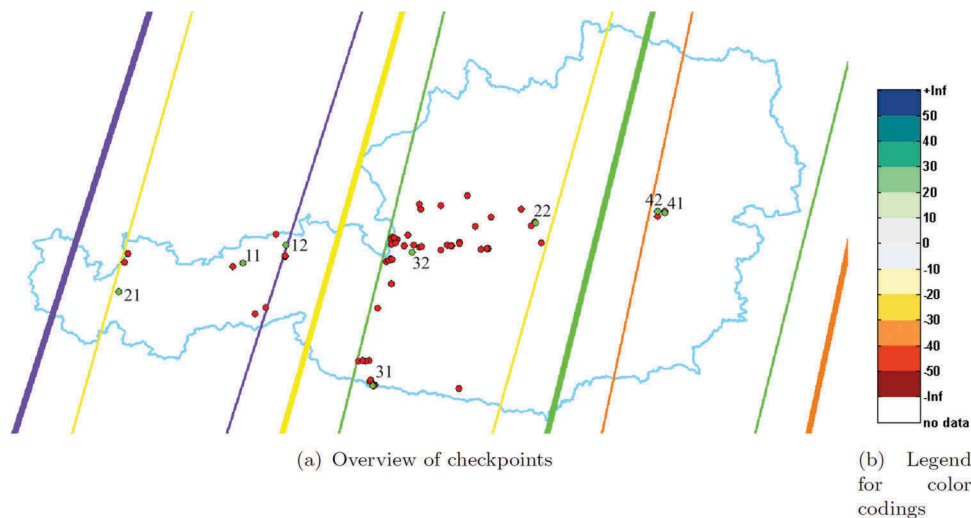 +Inf
50
40
30
20
10
0
-10
-20
-30
-40
-50
-Inf
no data
42 41
22
12
11
32
21
31
(a) Overview of checkpoints
(b) Legend
for color
codings